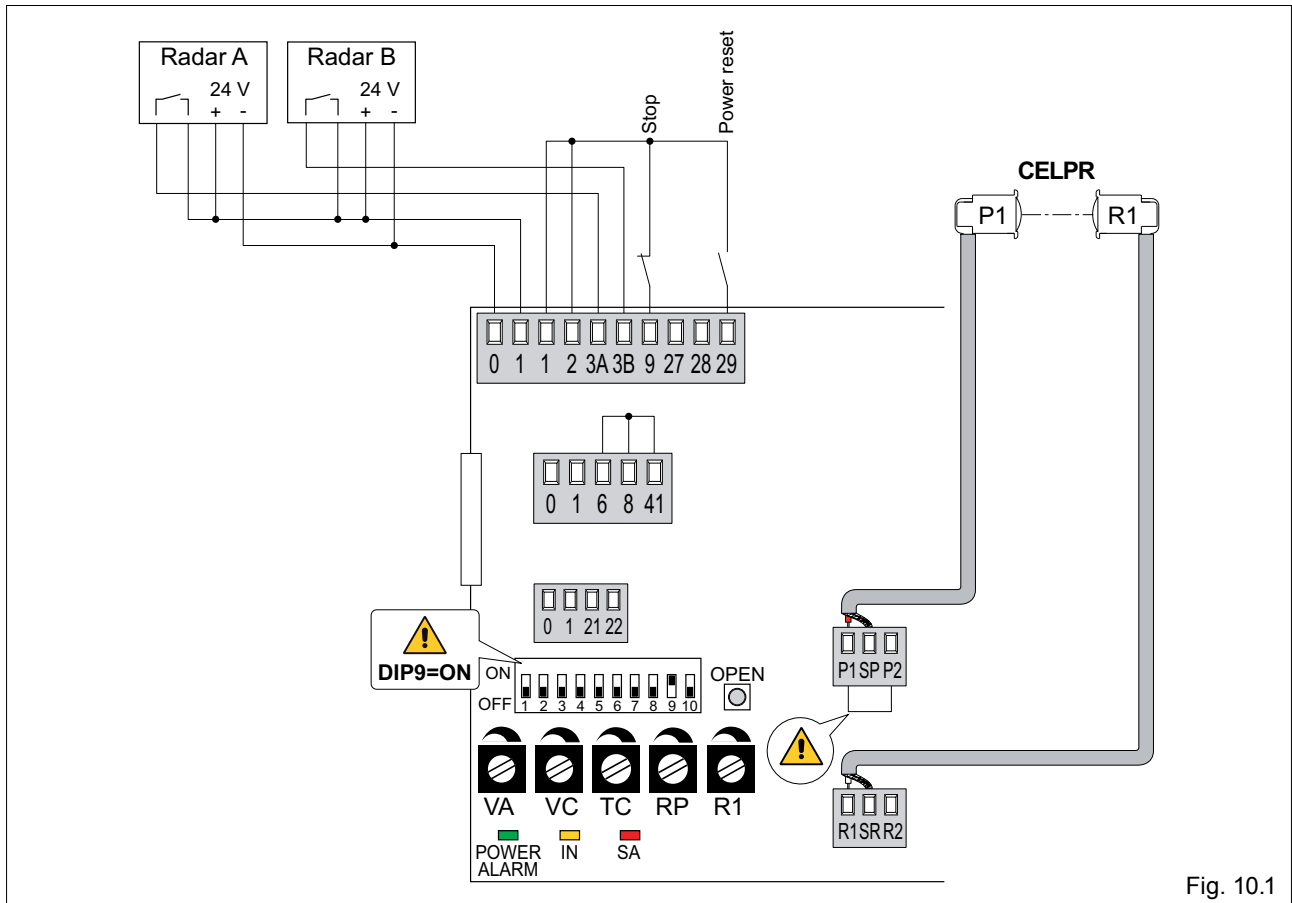 Radar A
24 V
+ -
Radar B
24 V
+ -
Stop
Power reset
CELPR
P1
R1
0 1 1 2 3A 3B 9 27 28 29
0 1 6 8 41
0 1 21 22
DIP9=ON
ON
OFF
1 2 3 4 5 6 7 8 9 10
OPEN
P1 SP P2
VA VC TC RP R1
R1 SR R2
POWER
ALARM
IN
SA
Fig. 10.1